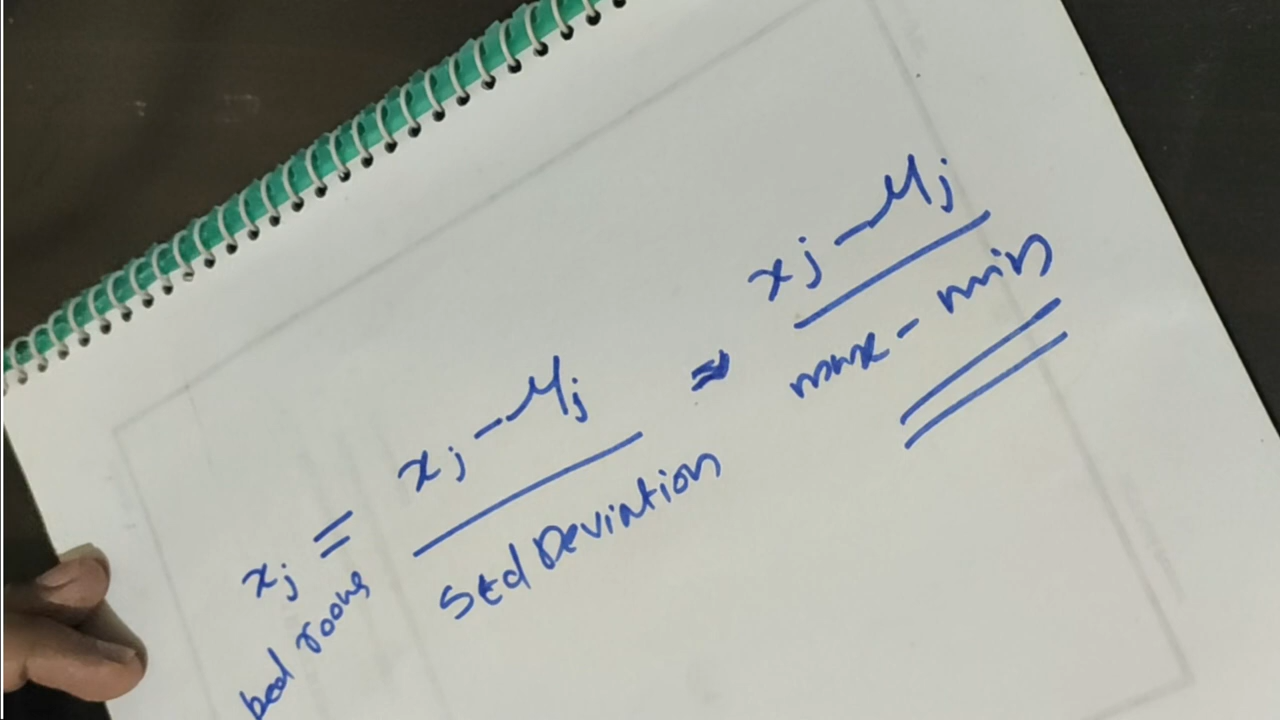 xj = xj - μj / Std Deviation ⇒ xj - μj / max - min
bed rooms